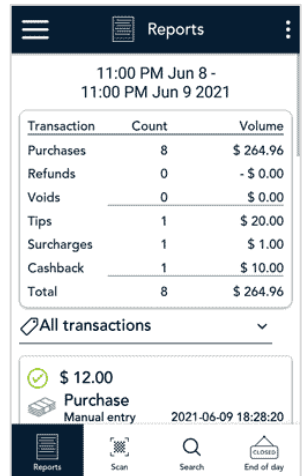 Reports
11:00 PM Jun 8 -
11:00 PM Jun 9 2021
Transaction Count Volume
Purchases 8 $ 264.96
Refunds 0 - $ 0.00
Voids 0 $ 0.00
Tips 1 $ 20.00
Surcharges 1 $ 1.00
Cashback 1 $ 10.00
Total 8 $ 264.96
All transactions
$ 12.00
Purchase
Manual entry 2021-06-09 18:28:20
CLOSED
Reports Scan Search End of day